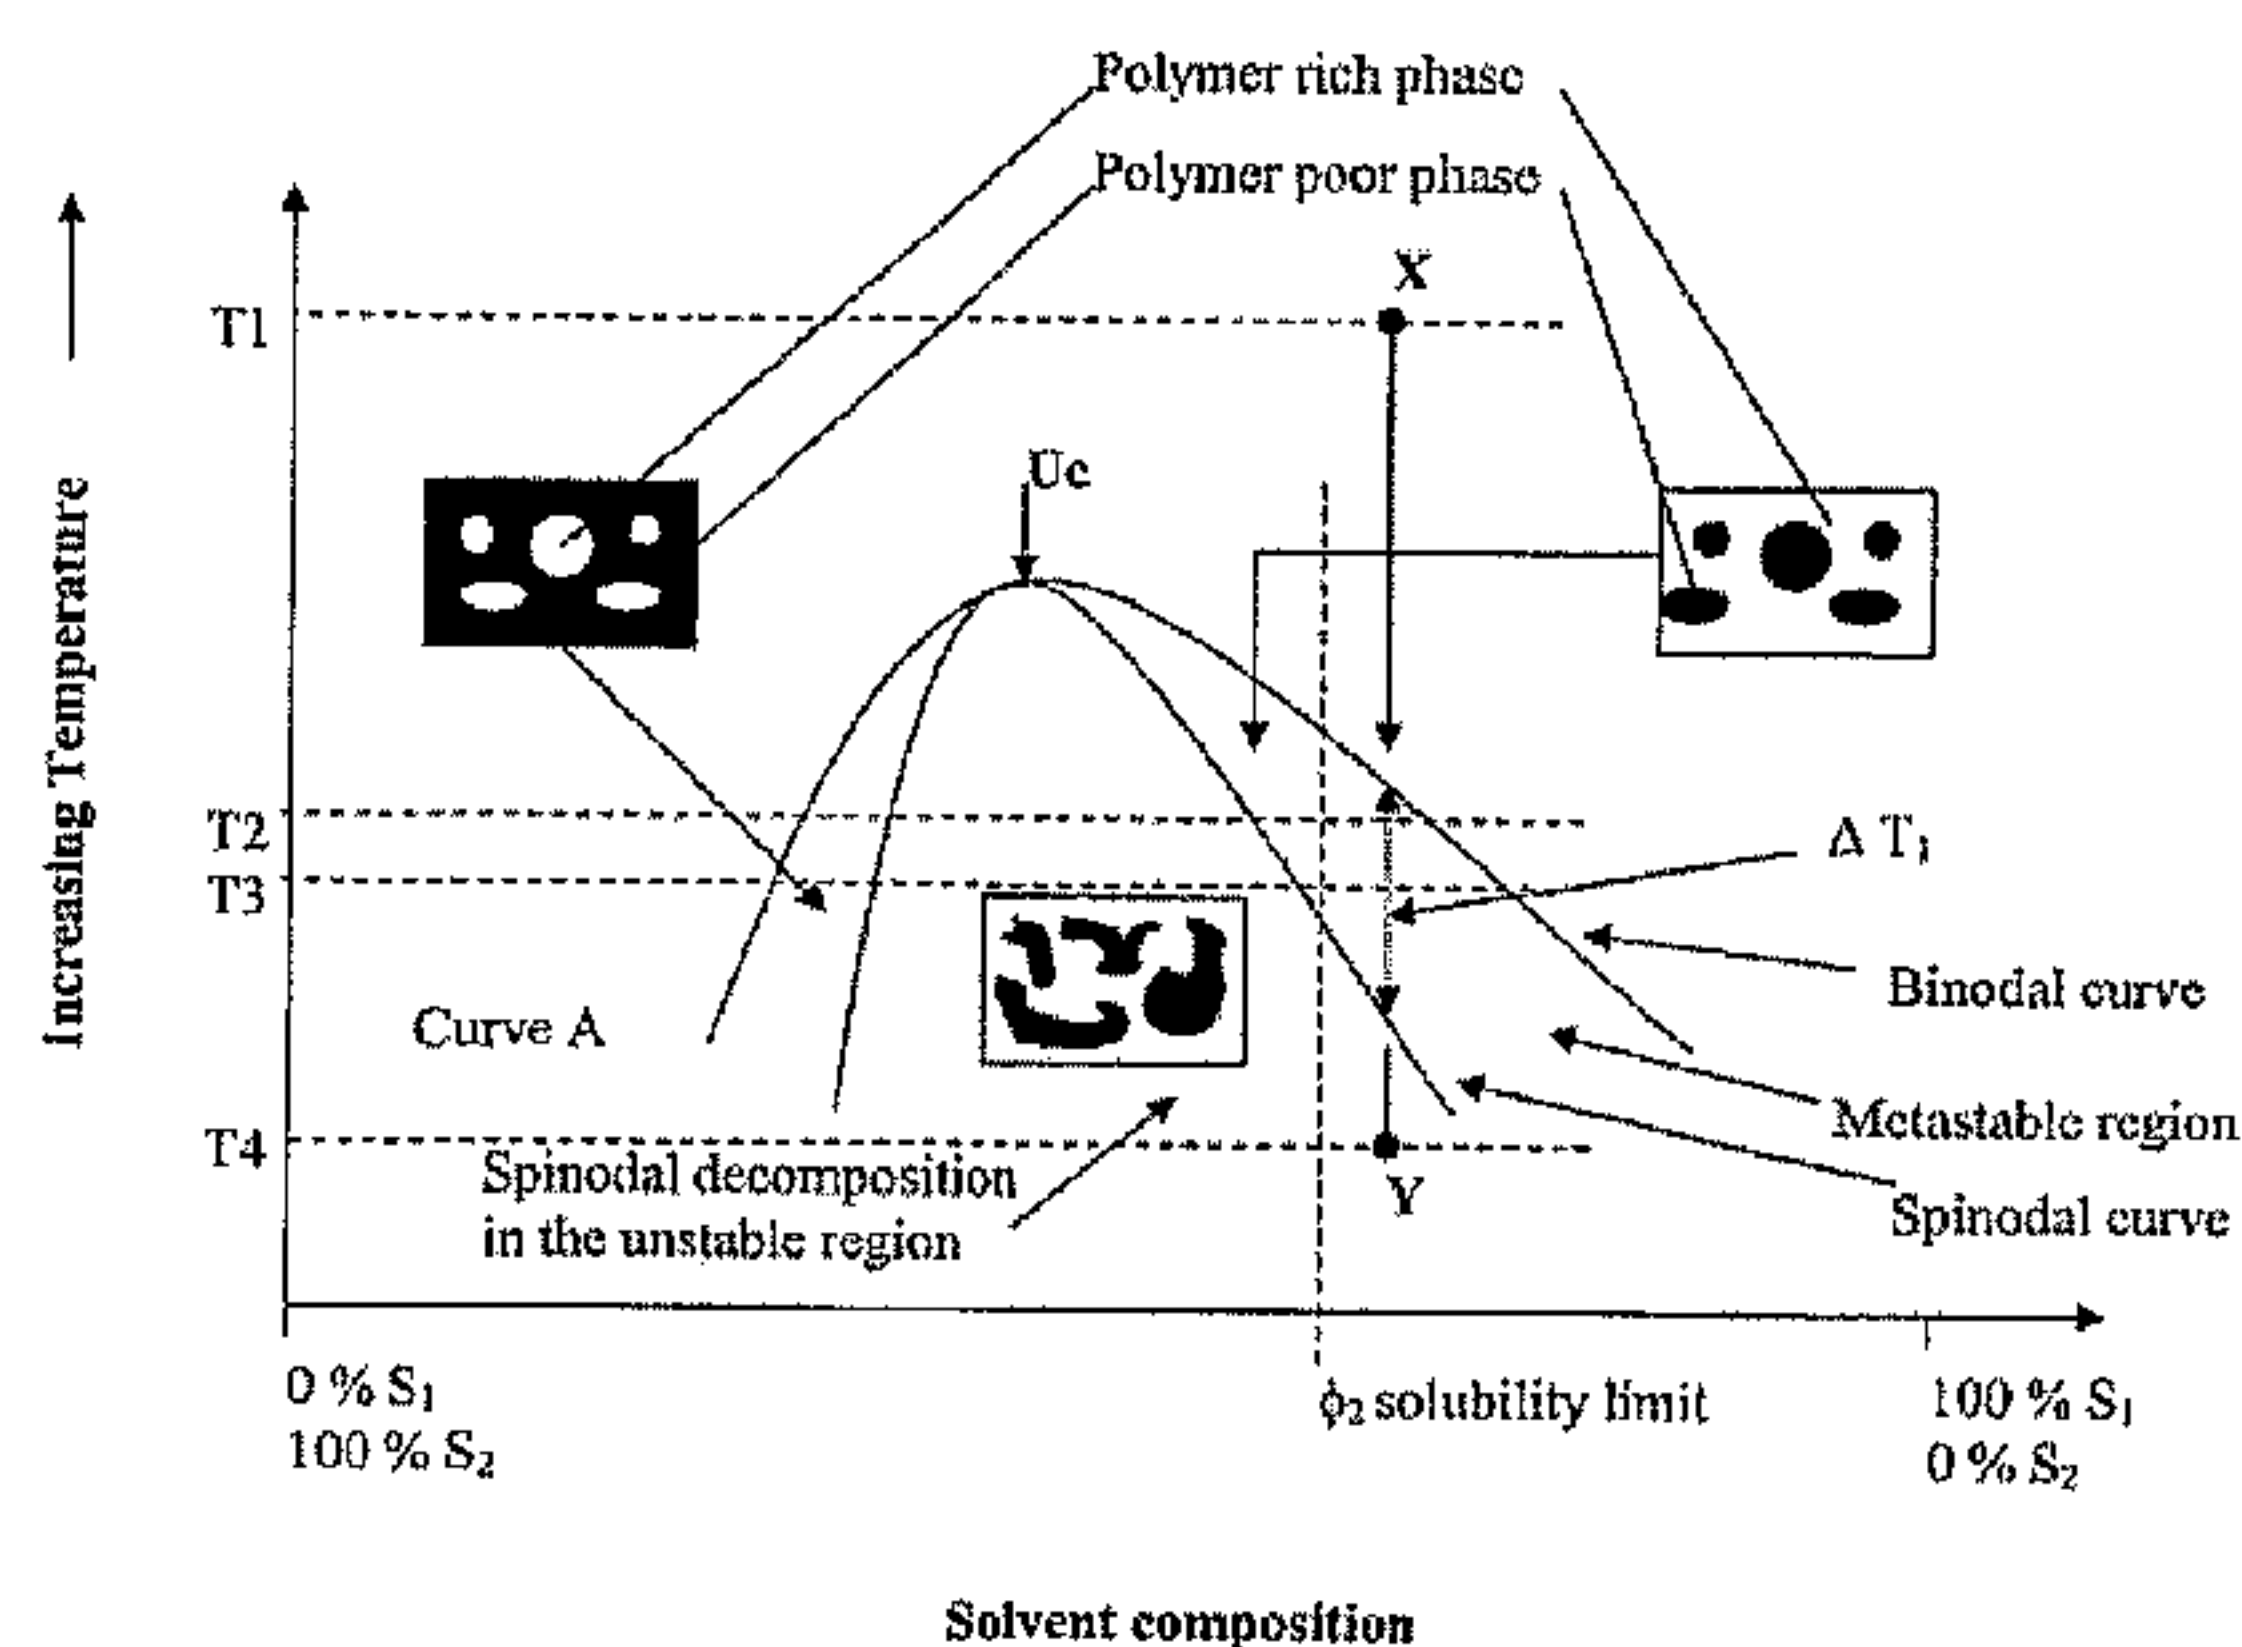 Polymer rich phase
Polymer poor phase
X
T1
Uc
Increasing Temperature
T2
Δ T₁
T3
Binodal curve
Curve A
Metastable region
T4
Spinodal decomposition
in the unstable region
Y
Spinodal curve
0 % S₁
100 % S₂
ϕ₂ solubility limit
100 % S₁
0 % S₂
Solvent composition